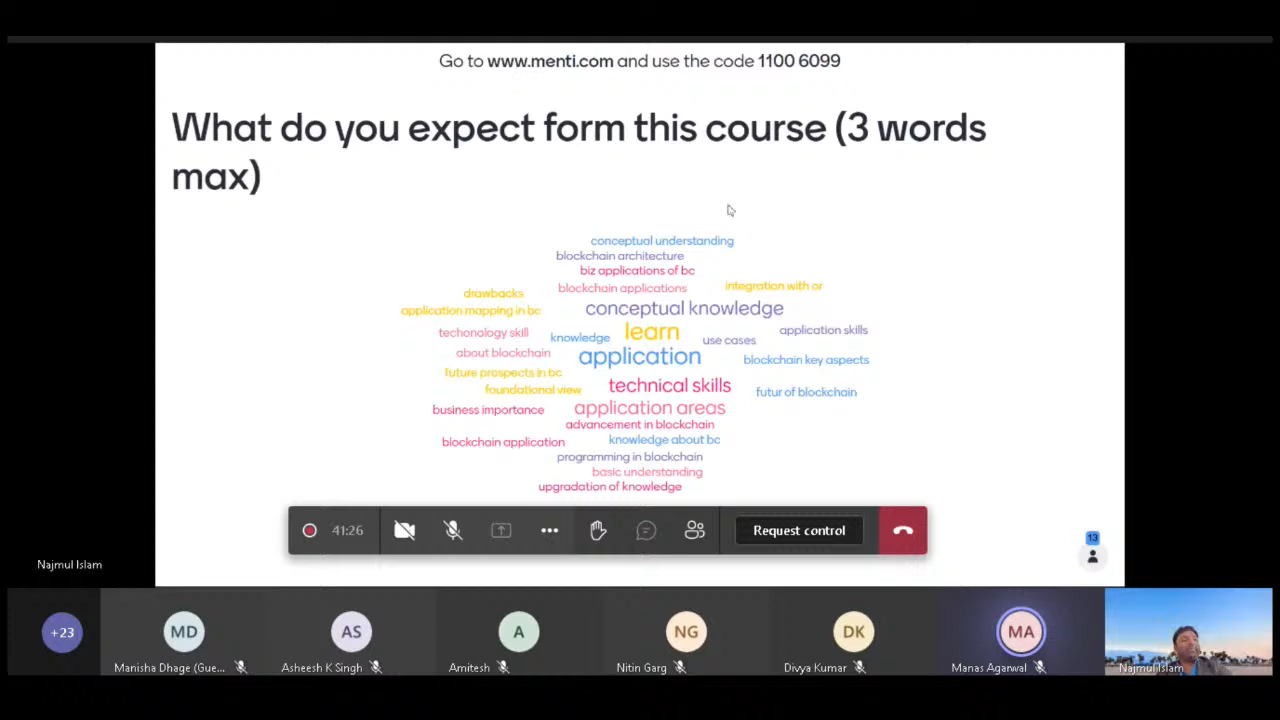 Go to www.menti.com and use the code 1100 6099
What do you expect form this course (3 words
max)
conceptual understanding
blockchain architecture
biz applications of bc
integration with or
drawbacks
blockchain applications
application mapping in bc
conceptual knowledge
techonology skill
knowledge
learn
use cases
application skills
about blockchain
application
blockchain key aspects
future prospects in bc
technical skills
foundational view
futur of blockchain
business importance
application areas
advancement in blockchain
blockchain application
knowledge about bc
programming in blockchain
basic understanding
upgradation of knowledge
41:26
Request control
13
Najmul Islam
+23
MD
AS
A
NG
DK
MA
Manisha Dhage (Gue...
Asheesh K Singh
Amitesh
Nitin Garg
Divya Kumar
Manas Agarwal
Najmul Islam